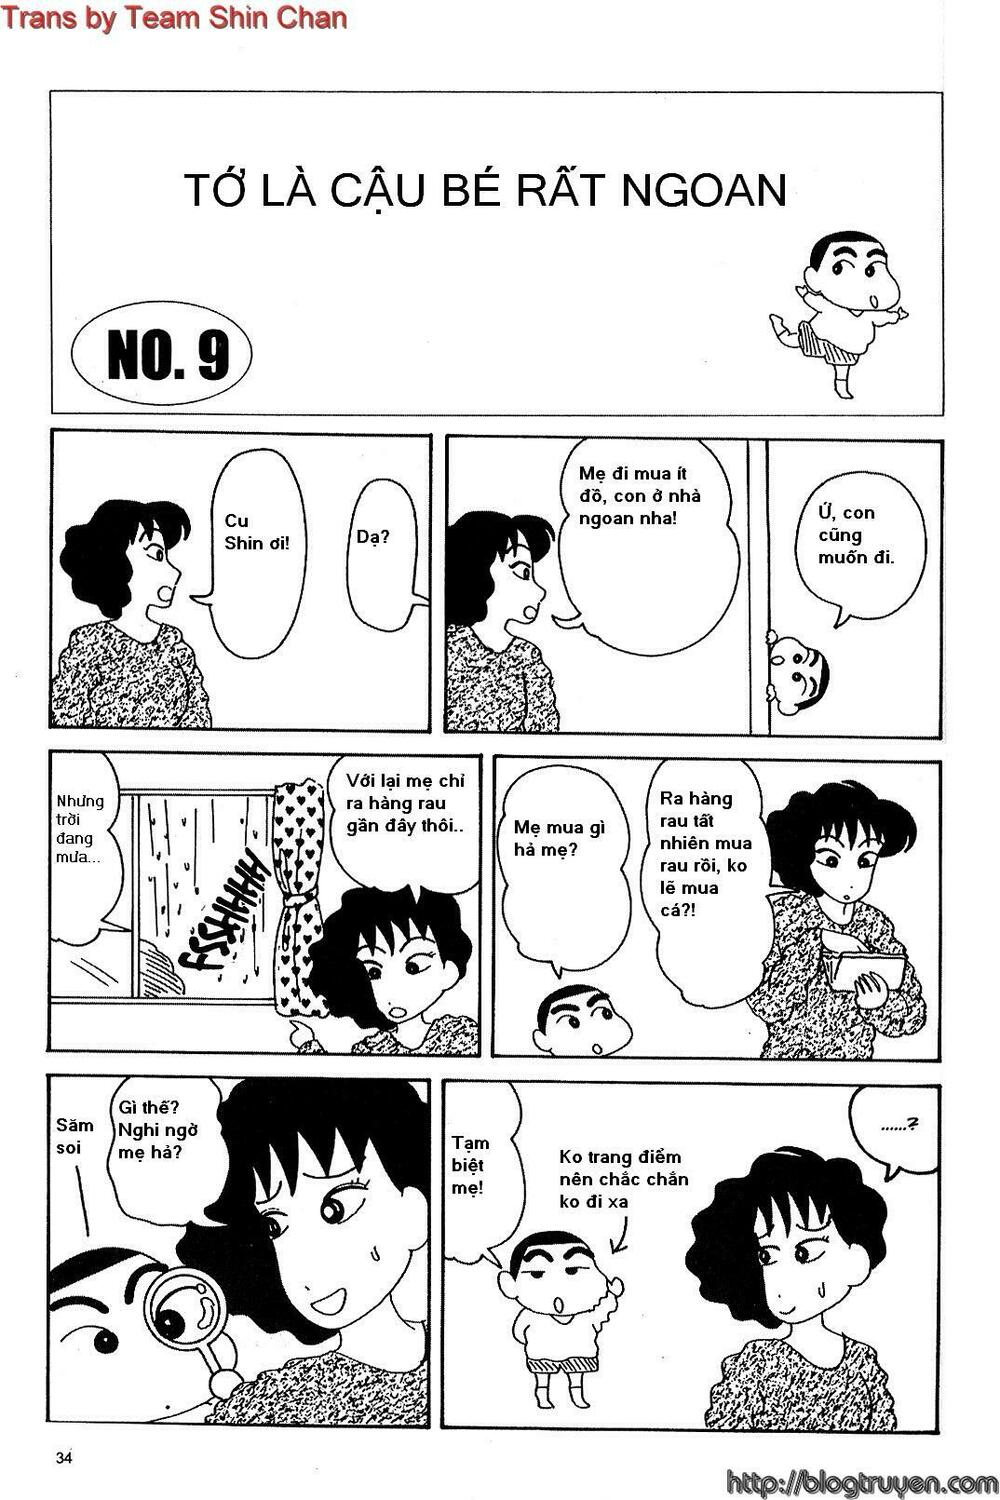 Trans by Team Shin Chan
TỚ LÀ CẬU BÉ RẤT NGOAN
NO. 9
Cu
Shin ơi!
Dạ?
Mẹ đi mua ít
đồ, con ở nhà
ngoan nha!
Ứ, con
cũng
muốn đi.
Nhưng
trời
đang
mưa...
FSSHHHHH
Với lại mẹ chỉ
ra hàng rau
gần đây thôi..
Mẹ mua gì
hả mẹ?
Ra hàng
rau tất
nhiên mua
rau rồi, ko
lẽ mua
cá?!
Săm
soi
Gì thế?
Nghi ngờ
mẹ hả?
Tạm
biệt
mẹ!
Ko trang điểm
nên chắc chắn
ko đi xa
......?
34
http://blogtruyen.com